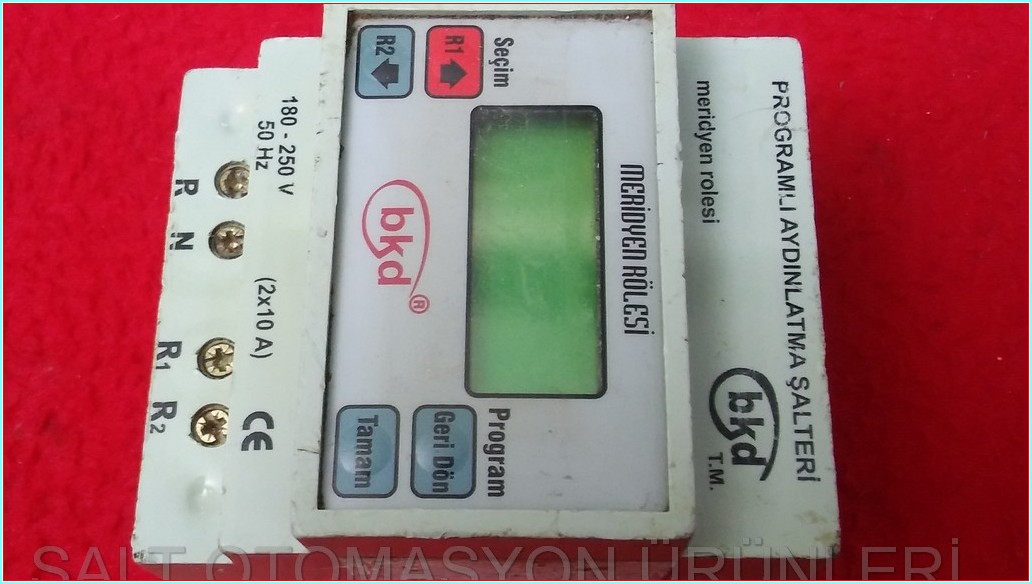 PROGRAMLI AYDINLATMA ŞALTERİ
meridyen rolesi
bkd
T.M.
MERİDYEN RÖLESİ
Seçim
Program
R1
Geri Dön
R2
Tamam
bkd®
180 - 250 V
50 Hz
(2x10 A)
CE
R
N
R1
R2
SALT OTOMASYON ÜRÜNLERİ